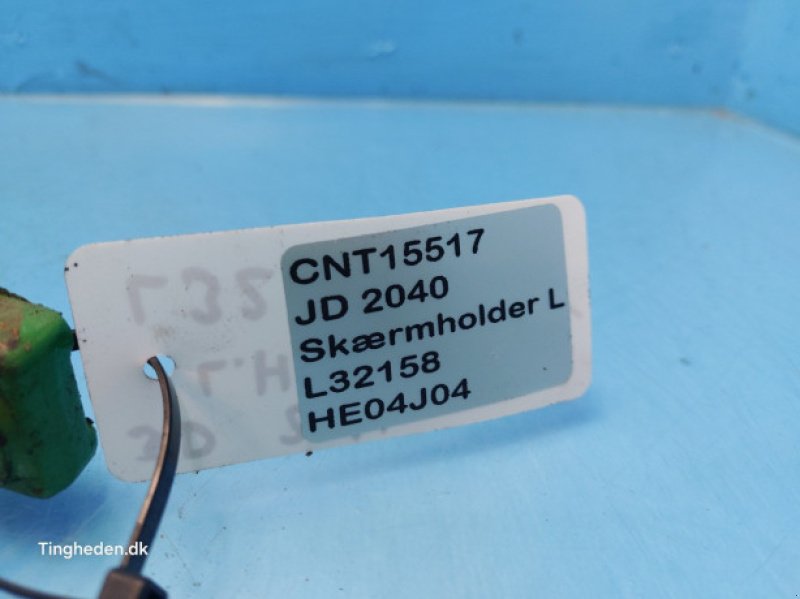 CNT15517
JD 2040
Skærmholder L
L32158
HE04J04
Tingheden.dk